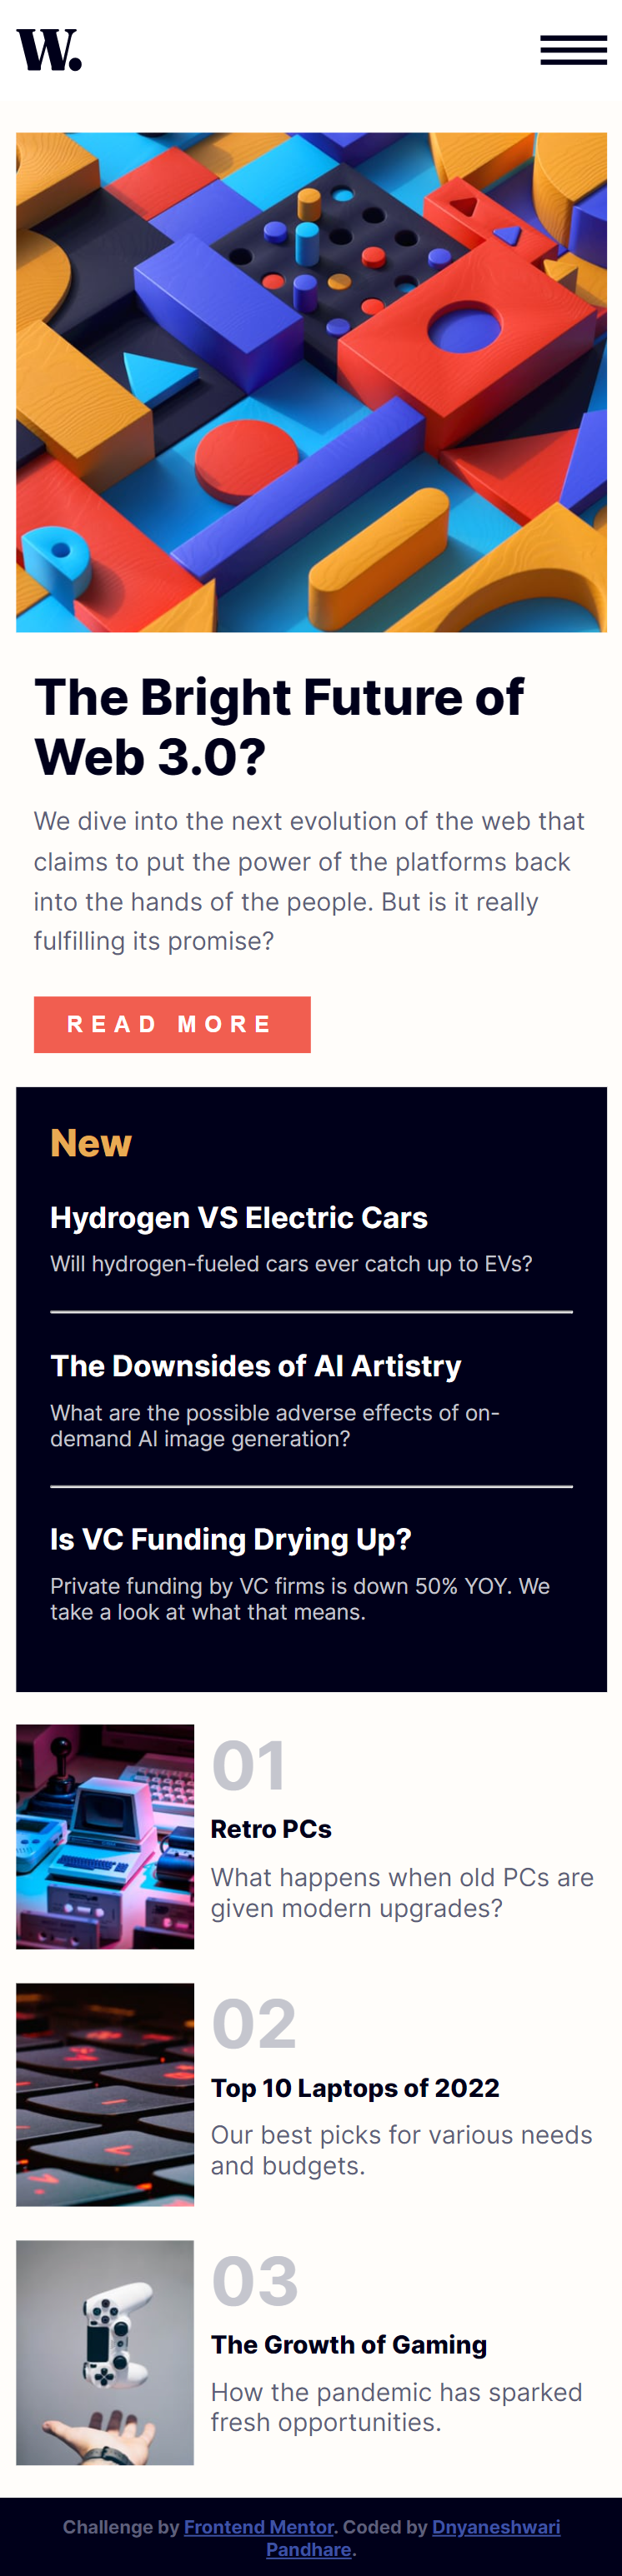 W.
The Bright Future of
Web 3.0?
We dive into the next evolution of the web that
claims to put the power of the platforms back
into the hands of the people. But is it really
fulfilling its promise?
READ MORE
New
Hydrogen VS Electric Cars
Will hydrogen-fueled cars ever catch up to EVs?
The Downsides of AI Artistry
What are the possible adverse effects of on-
demand AI image generation?
Is VC Funding Drying Up?
Private funding by VC firms is down 50% YOY. We
take a look at what that means.
01
Retro PCs
What happens when old PCs are
given modern upgrades?
02
Top 10 Laptops of 2022
Our best picks for various needs
and budgets.
03
The Growth of Gaming
How the pandemic has sparked
fresh opportunities.
Challenge by Frontend Mentor. Coded by Dnyaneshwari
Pandhare.